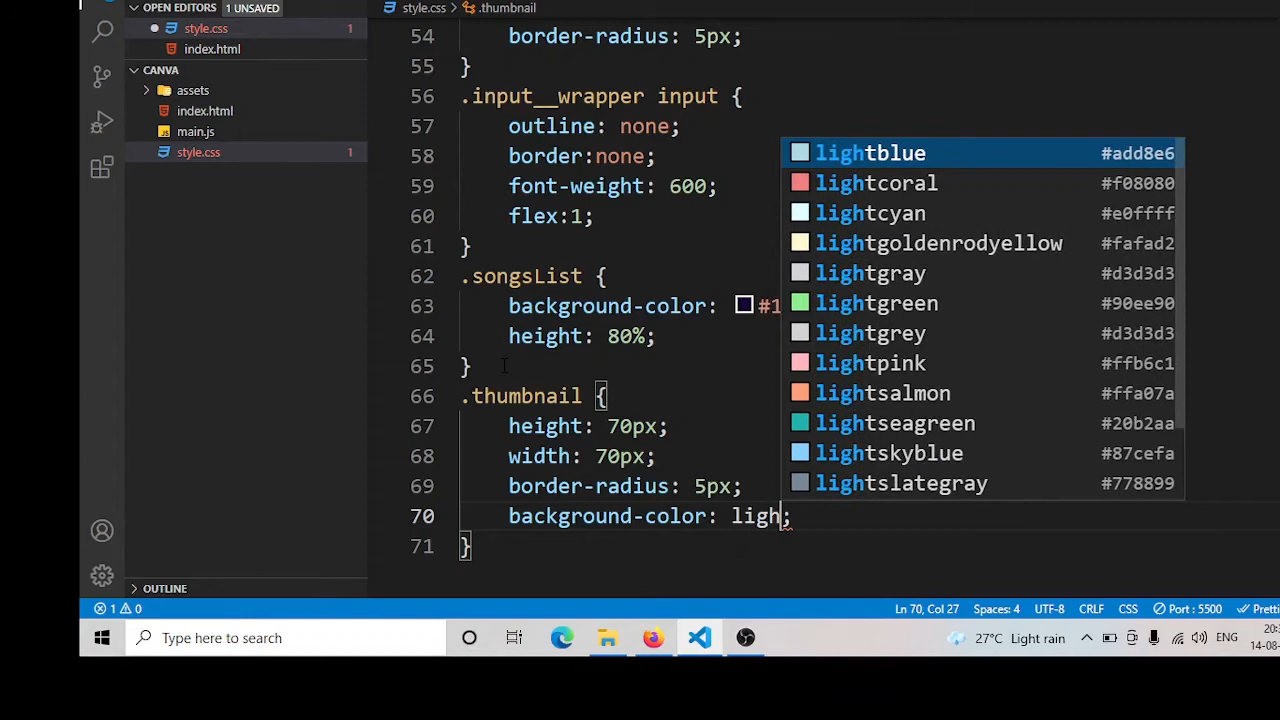 OPEN EDITORS 1 UNSAVED
style.css 1
index.html
CANVA
assets
index.html
main.js
style.css 1
OUTLINE
style.css > .thumbnail
54 border-radius: 5px;
55 }
56 .input__wrapper input {
57 outline: none;
58 border:none;
59 font-weight: 600;
60 flex:1;
61 }
62 .songsList {
63 background-color: #1
64 height: 80%;
65 }
66 .thumbnail {
67 height: 70px;
68 width: 70px;
69 border-radius: 5px;
70 background-color: ligh;
71 }
lightblue #add8e6
lightcoral #f08080
lightcyan #e0ffff
lightgoldenrodyellow #fafad2
lightgray #d3d3d3
lightgreen #90ee90
lightgrey #d3d3d3
lightpink #ffb6c1
lightsalmon #ffa07a
lightseagreen #20b2aa
lightskyblue #87cefa
lightslategray #778899
1 0 Ln 70, Col 27 Spaces: 4 UTF-8 CRLF CSS Port : 5500 Pretti
Type here to search 27°C Light rain ENG 20:
14-08-